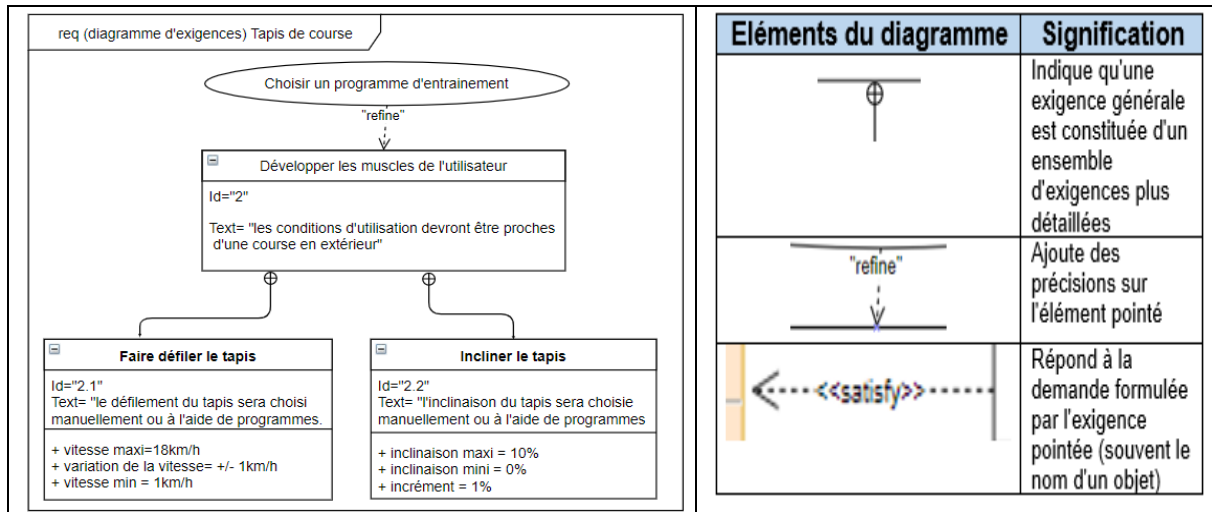 req (diagramme d'exigences) Tapis de course
Choisir un programme d'entrainement
"refine"
Développer les muscles de l'utilisateur
Id="2"
Text= "les conditions d'utilisation devront être proches
d'une course en extérieur"
Faire défiler le tapis
Id="2.1"
Text= "le défilement du tapis sera choisi
manuellement ou à l'aide de programmes.
+ vitesse maxi=18km/h
+ variation de la vitesse= +/- 1km/h
+ vitesse min = 1km/h
Incliner le tapis
Id="2.2"
Text= "l'inclinaison du tapis sera choisie
manuellement ou à l'aide de programmes
+ inclinaison maxi = 10%
+ inclinaison mini = 0%
+ incrément = 1%
Eléments du diagramme
Signification
Indique qu'une
exigence générale
est constituée d'un
ensemble
d'exigences plus
détaillées
"refine"
Ajoute des
précisions sur
l'élément pointé
<<satisfy>>
Répond à la
demande formulée
par l'exigence
pointée (souvent le
nom d'un objet)